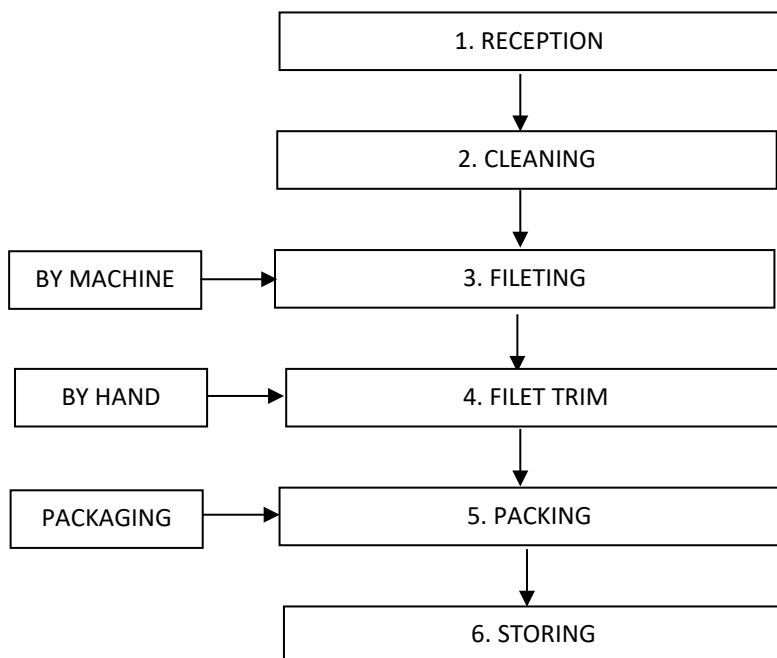 1. RECEPTION
2. CLEANING
BY MACHINE
3. FILETING
BY HAND
4. FILET TRIM
PACKAGING
5. PACKING
6. STORING